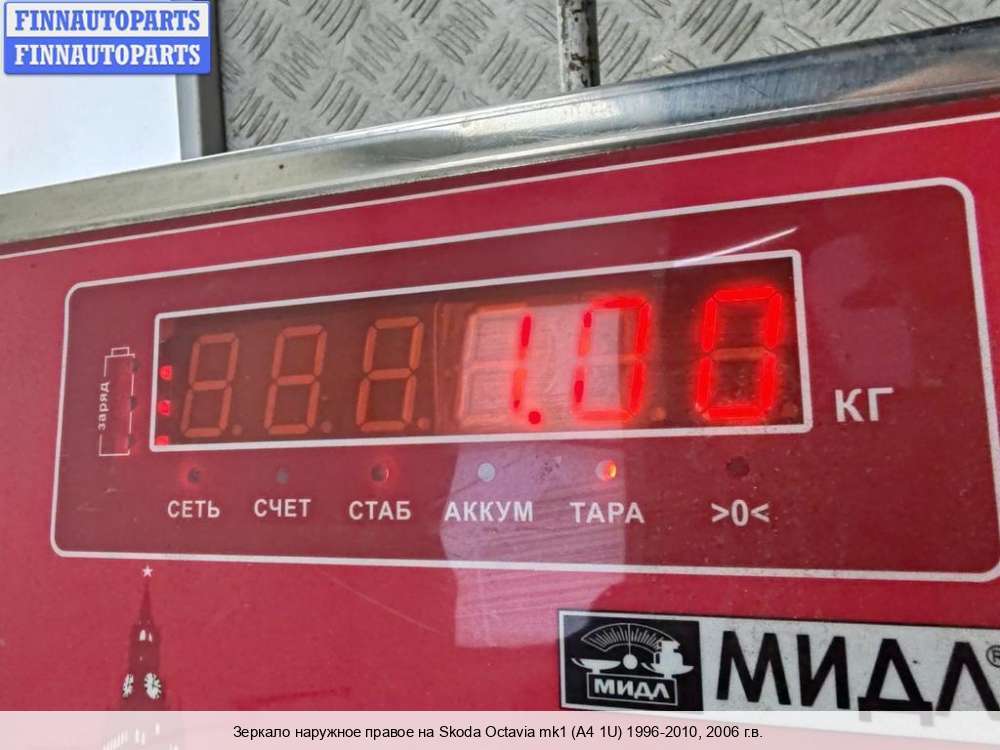 FINNAUTOPARTS
FINNAUTOPARTS
заряд
1.00
КГ
СЕТЬ СЧЕТ СТАБ АККУМ ТАРА >0<
МИДЛ МИДЛ®
Зеркало наружное правое на Skoda Octavia mk1 (A4 1U) 1996-2010, 2006 г.в.